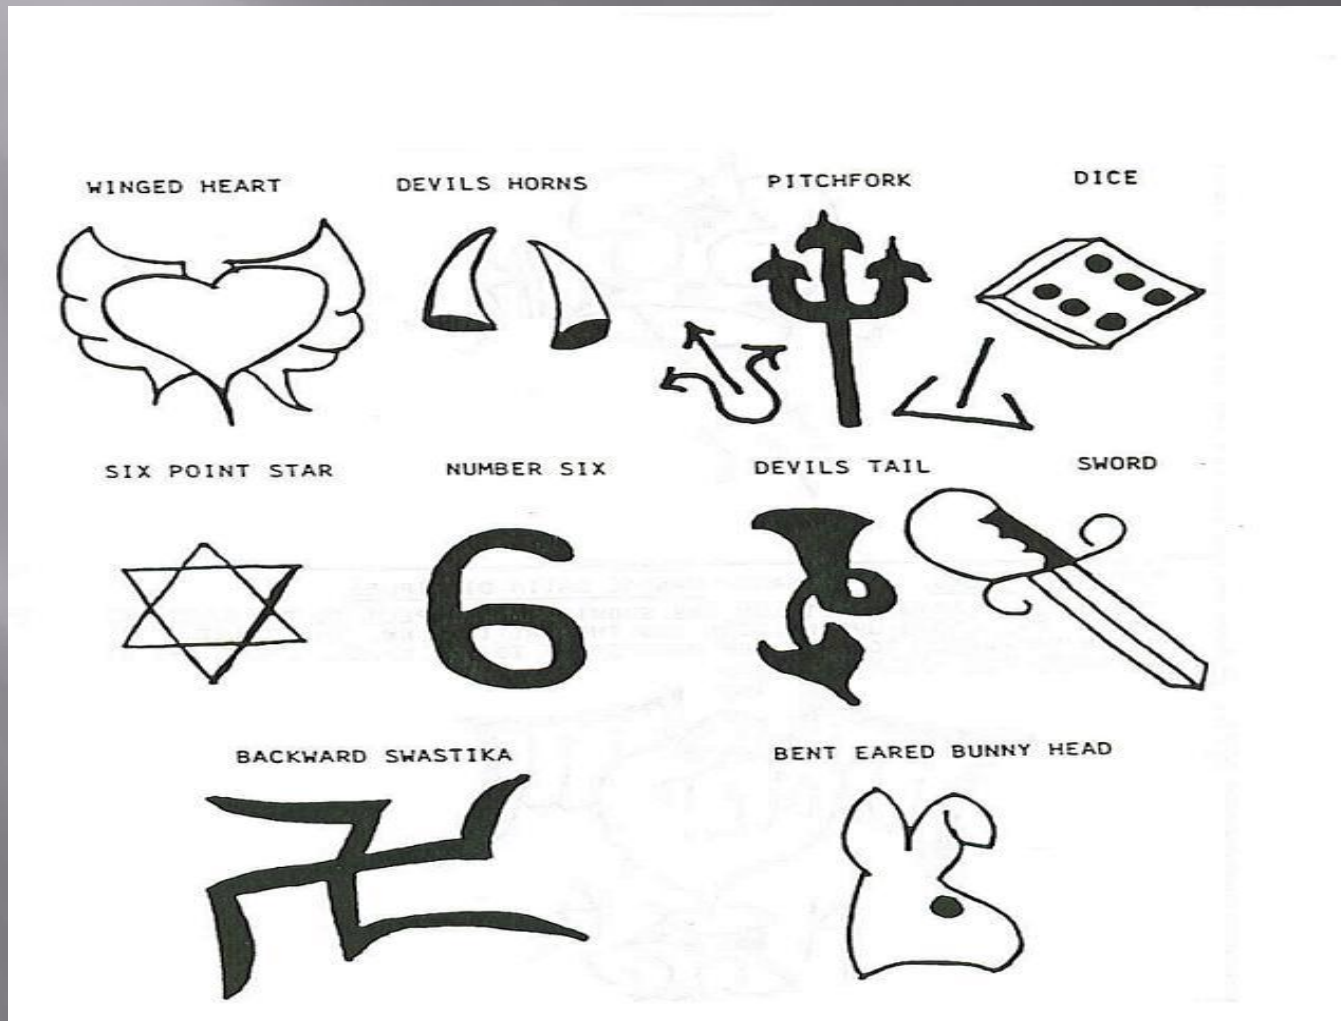 WINGED HEART DEVILS HORNS PITCHFORK DICE
SIX POINT STAR NUMBER SIX DEVILS TAIL SWORD
6
BACKWARD SWASTIKA BENT EARED BUNNY HEAD